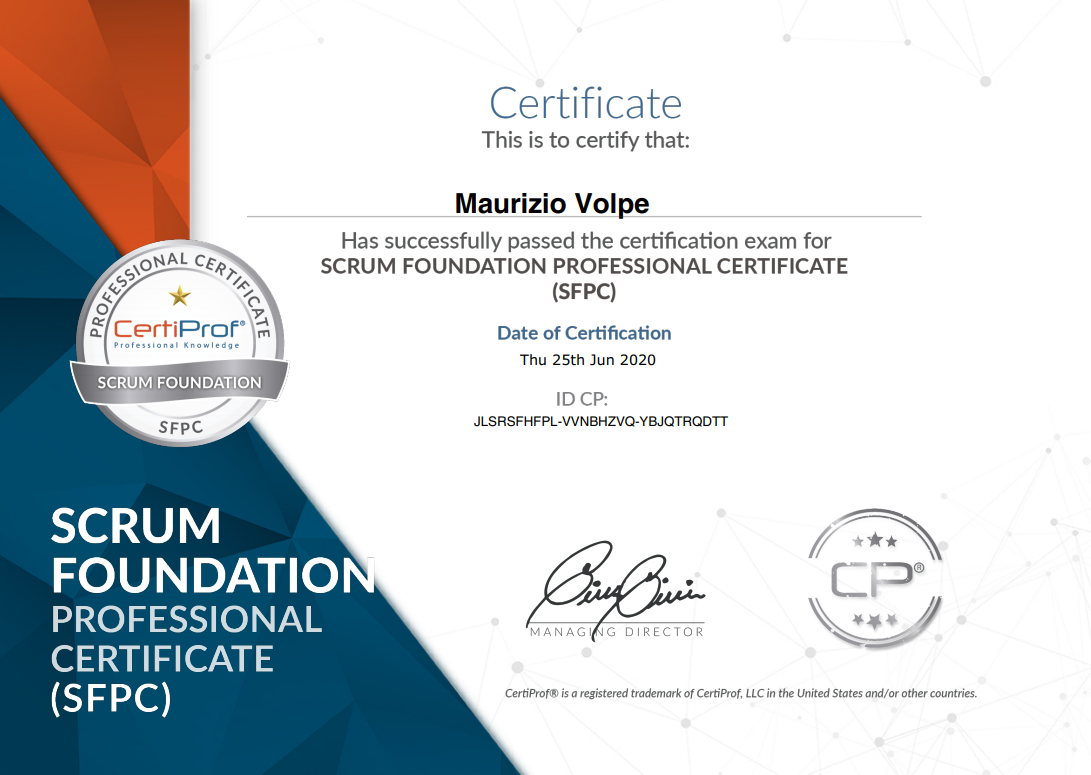 Certificate
This is to certify that:
Maurizio Volpe
Has successfully passed the certification exam for
SCRUM FOUNDATION PROFESSIONAL CERTIFICATE
(SFPC)
Date of Certification
Thu 25th Jun 2020
ID CP:
JLSRSFHFPL-VVNBHZVQ-YBJQTRQDTT
PROFESSIONAL CERTIFICATE
CertiProf®
Professional Knowledge
SCRUM FOUNDATION
SFPC
SCRUM
FOUNDATION
PROFESSIONAL
CERTIFICATE
(SFPC)
MANAGING DIRECTOR
CP®
CertiProf® is a registered trademark of CertiProf, LLC in the United States and/or other countries.